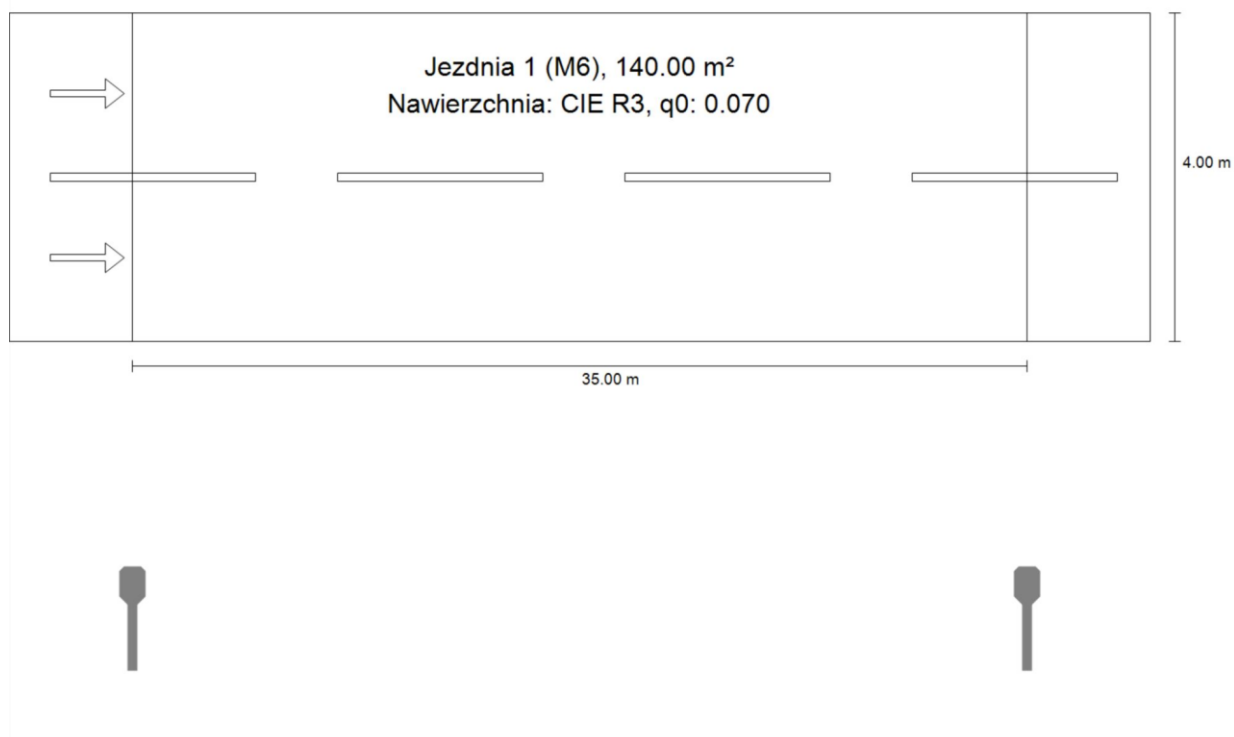 Jezdnia 1 (M6), 140.00 m²
Nawierzchnia: CIE R3, q0: 0.070
4.00 m
35.00 m